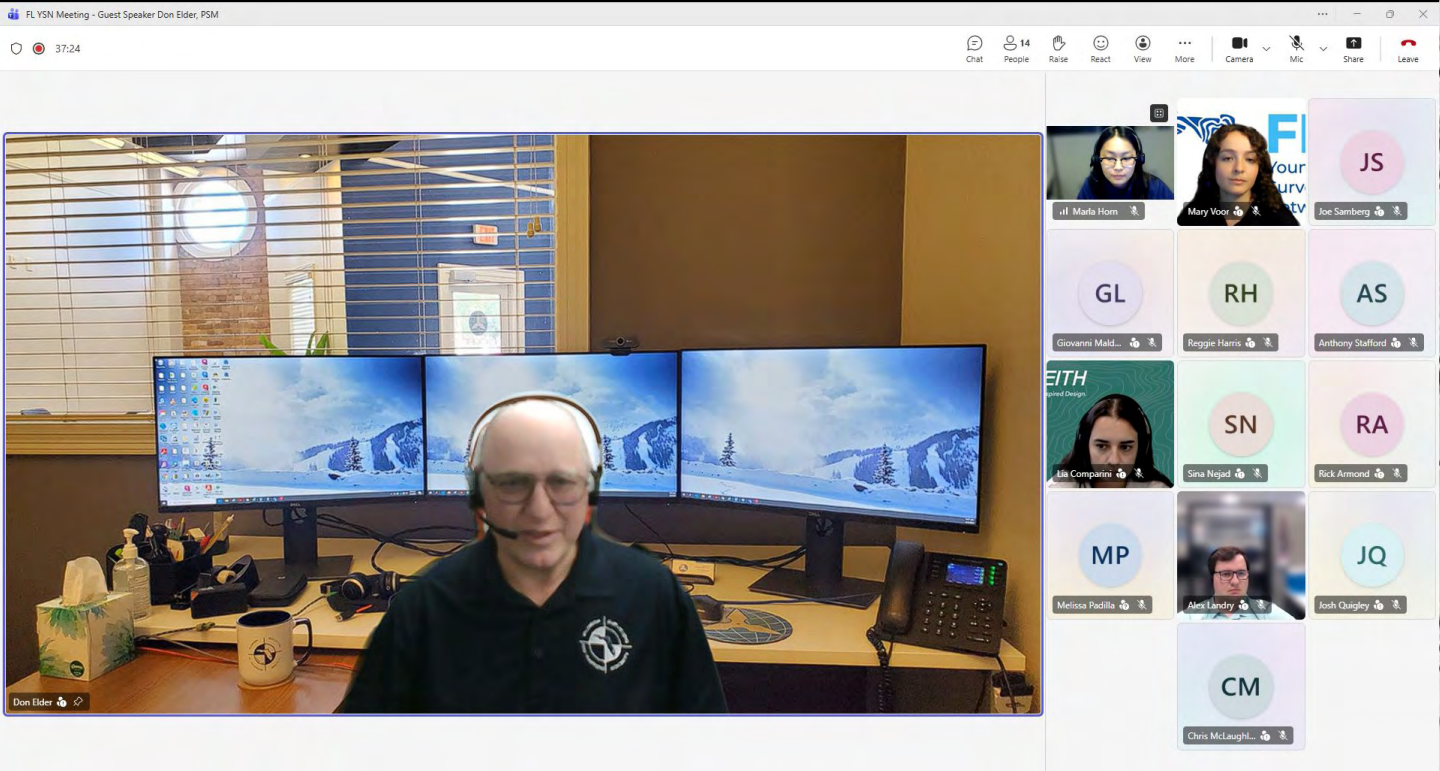 FL YSN Meeting - Guest Speaker Don Elder, PSM
37:24
Chat
14
People
Raise
React
View
More
Camera
Mic
Share
Leave
EXIT
Don Elder
Marla Horn
Mary Voor
JS
Joe Samberg
GL
Giovanni Mald...
RH
Reggie Harris
AS
Anthony Stafford
EITH
pired Design.
Lia Comparini
SN
Sina Nejad
RA
Rick Armond
MP
Melissa Padilla
Alex Landry
JQ
Josh Quigley
CM
Chris McLaughl...